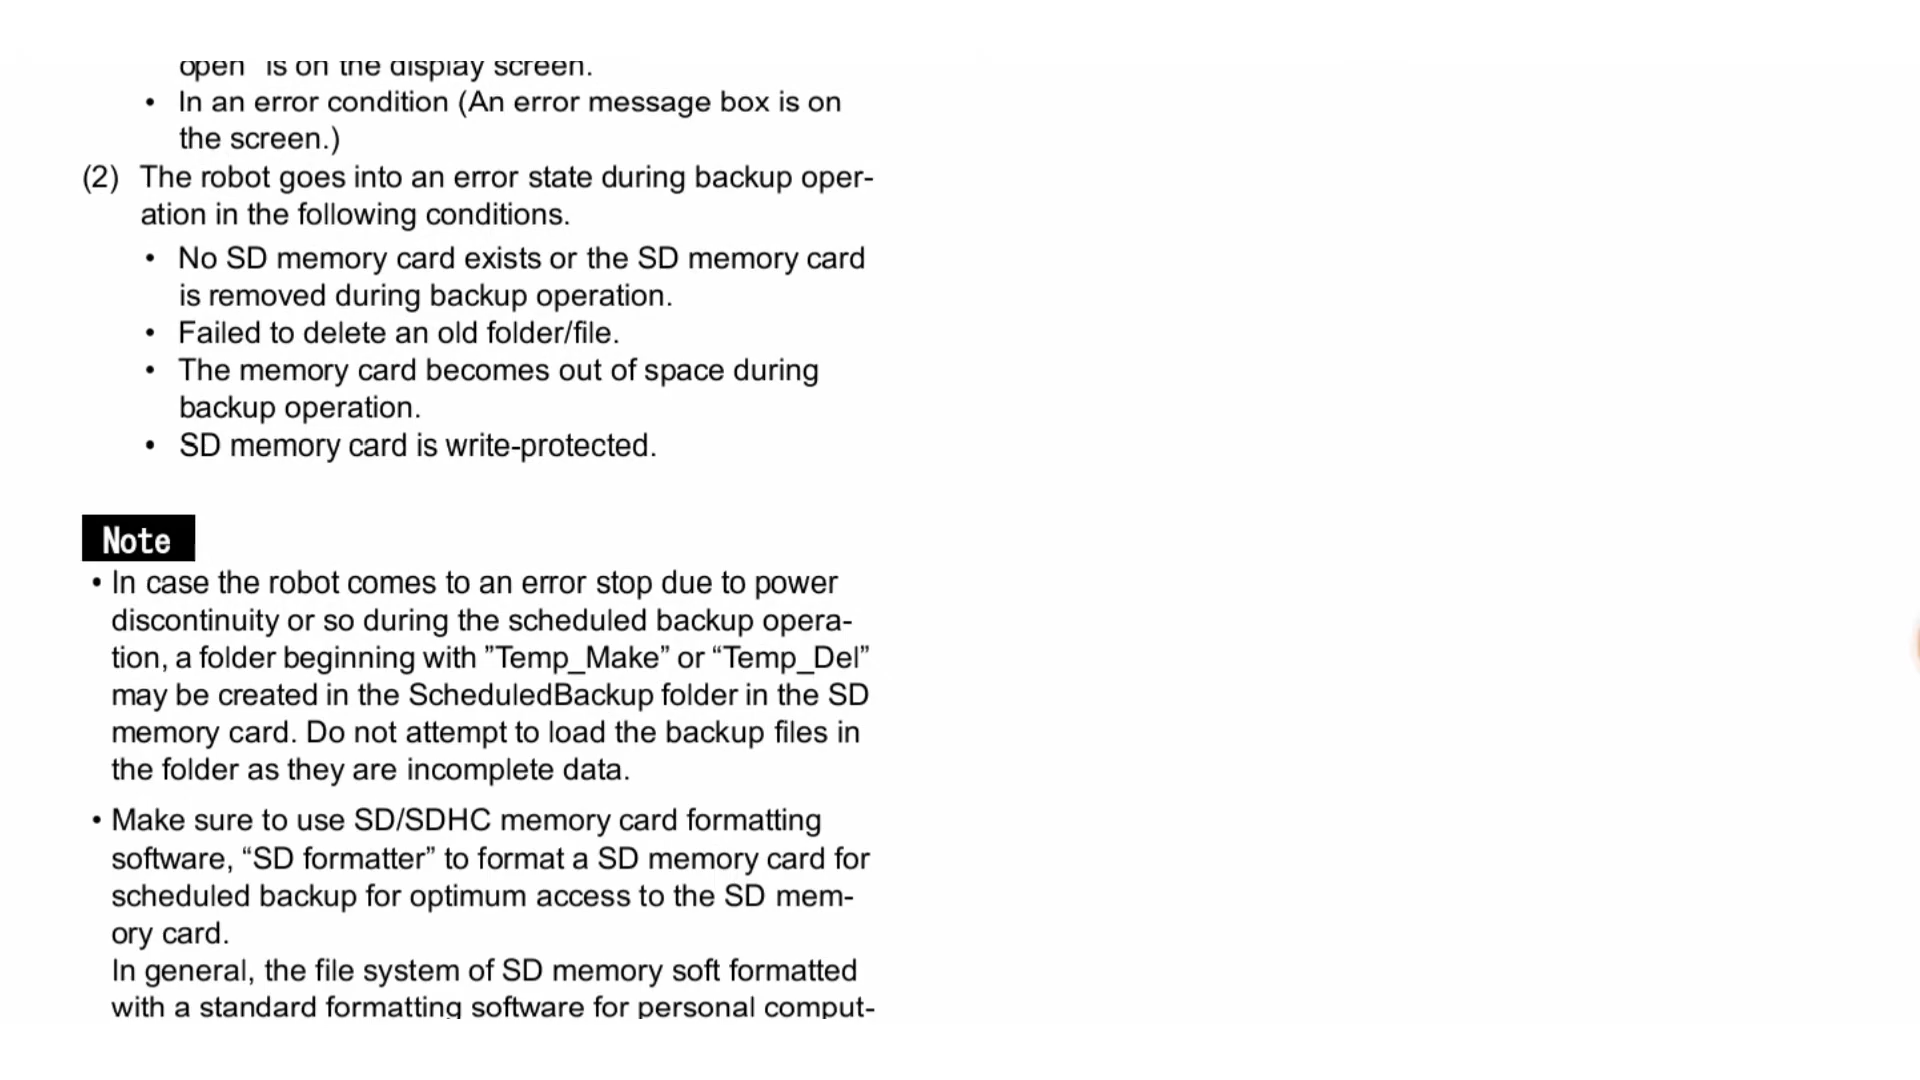 open” is on the display screen.
• In an error condition (An error message box is on
the screen.)
(2) The robot goes into an error state during backup oper-
ation in the following conditions.
• No SD memory card exists or the SD memory card
is removed during backup operation.
• Failed to delete an old folder/file.
• The memory card becomes out of space during
backup operation.
• SD memory card is write-protected.
Note
• In case the robot comes to an error stop due to power
discontinuity or so during the scheduled backup opera-
tion, a folder beginning with ”Temp_Make” or “Temp_Del”
may be created in the ScheduledBackup folder in the SD
memory card. Do not attempt to load the backup files in
the folder as they are incomplete data.
• Make sure to use SD/SDHC memory card formatting
software, “SD formatter” to format a SD memory card for
scheduled backup for optimum access to the SD mem-
ory card.
In general, the file system of SD memory soft formatted
with a standard formatting software for personal comput-